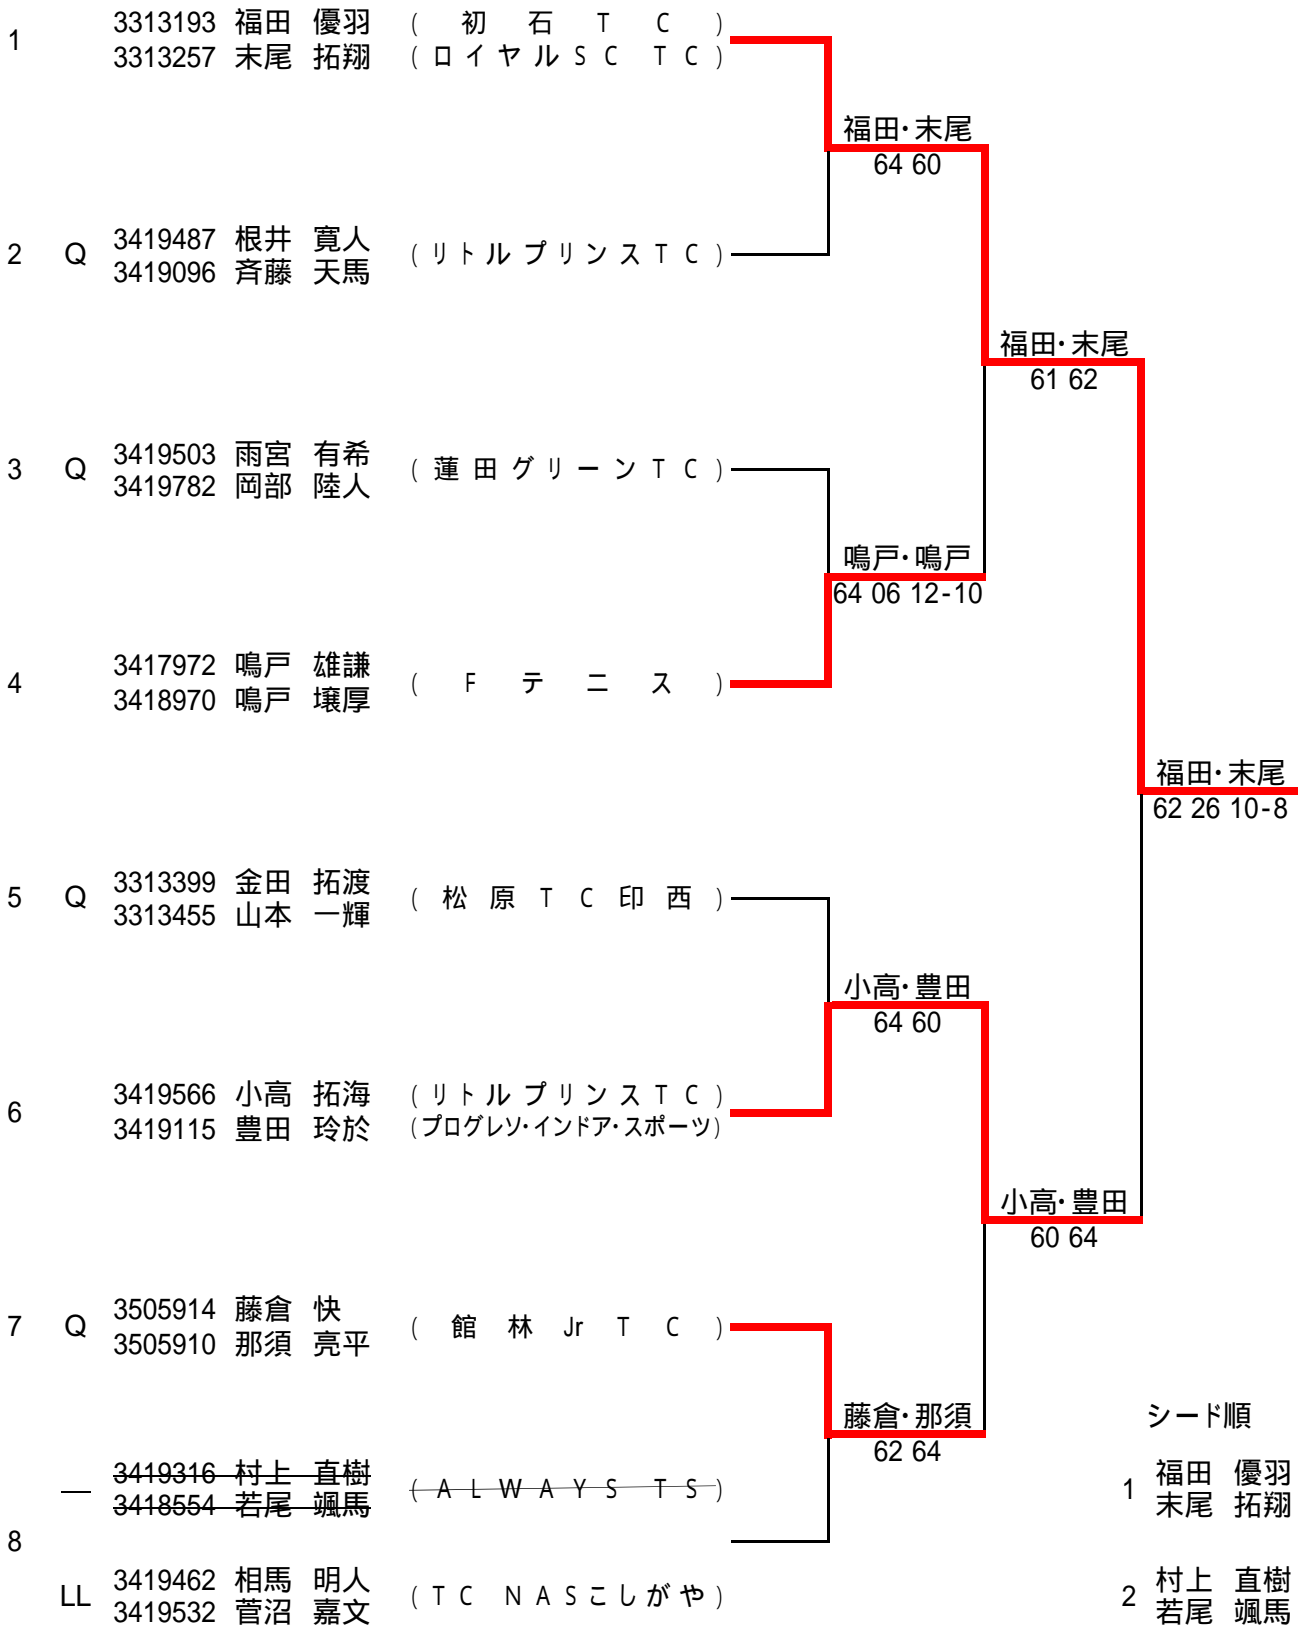 1 3313193 福田 優羽 (初石TC)
3313257 末尾 拓翔 (ロイヤルSC TC)
福田・末尾
64 60
2 Q 3419487 根井 寛人 (リトルプリンスTC)
3419096 斉藤 天馬
福田・末尾
61 62
3 Q 3419503 雨宮 有希 (蓮田グリーンTC)
3419782 岡部 陸人
鳴戸・鳴戸
64 06 12-10
4 3417972 鳴戸 雄謙 (Fテニス)
3418970 鳴戸 壌厚
福田・末尾
62 26 10-8
5 Q 3313399 金田 拓渡 (松原TC印西)
3313455 山本 一輝
小高・豊田
64 60
6 3419566 小高 拓海 (リトルプリンスTC)
3419115 豊田 玲於 (プログレソ・インドア・スポーツ)
小高・豊田
60 64
7 Q 3505914 藤倉 快 (館林Jr TC)
3505910 那須 亮平
藤倉・那須
62 64
3419316 村上 直樹 (ALWAYS TS)
3418554 若尾 颯馬
8
LL 3419462 相馬 明人 (TC NASこしがや)
3419532 菅沼 嘉文
シード順
1 福田 優羽
末尾 拓翔
2 村上 直樹
若尾 颯馬